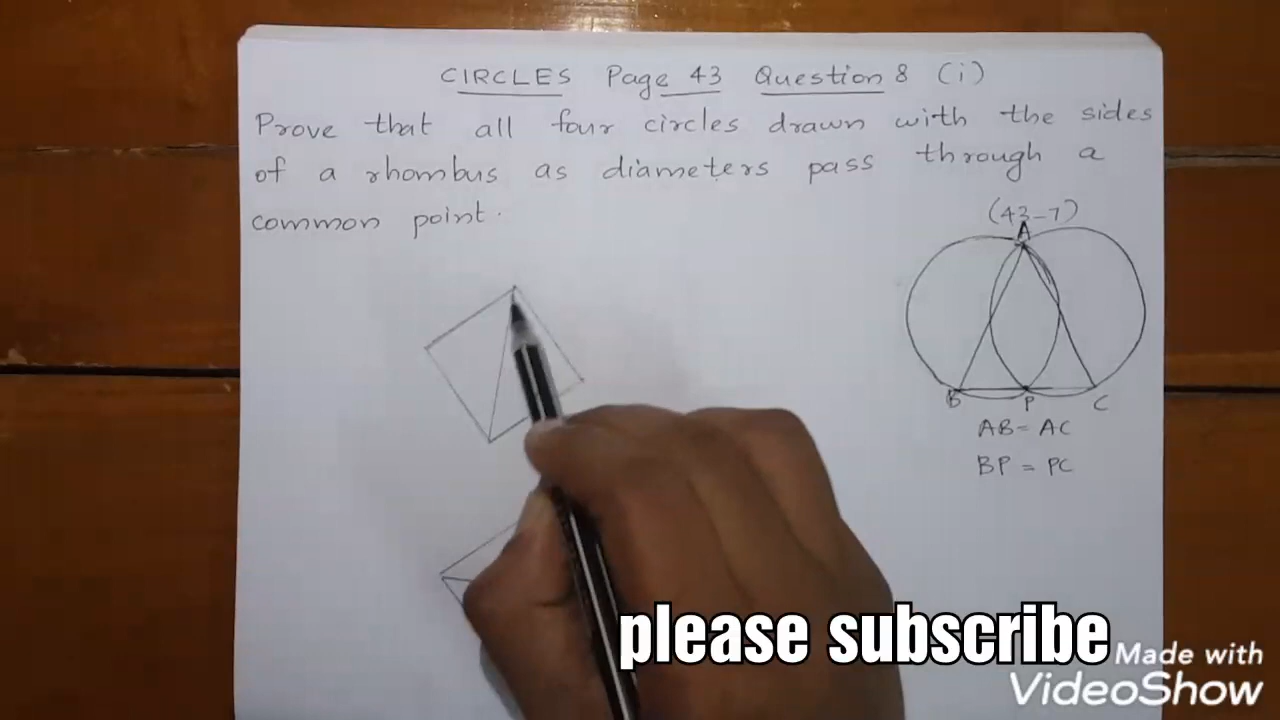 CIRCLES Page 43 Question 8 (i)
Prove that all four circles drawn with the sides
of a rhombus as diameters pass through a
common point.
(43-7)
A
B P C
AB = AC
BP = PC
please subscribe
Made with
VideoShow